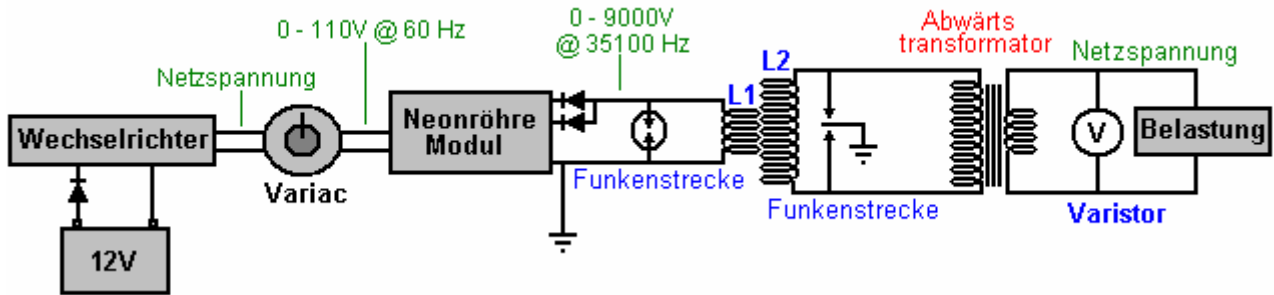 0 - 110V @ 60 Hz
0 - 9000V
@ 35100 Hz
Abwärts
transformator
Netzspannung
Netzspannung
L1
L2
Wechselrichter
Variac
Neonröhre
Modul
Funkenstrecke
Funkenstrecke
V
Belastung
Varistor
12V